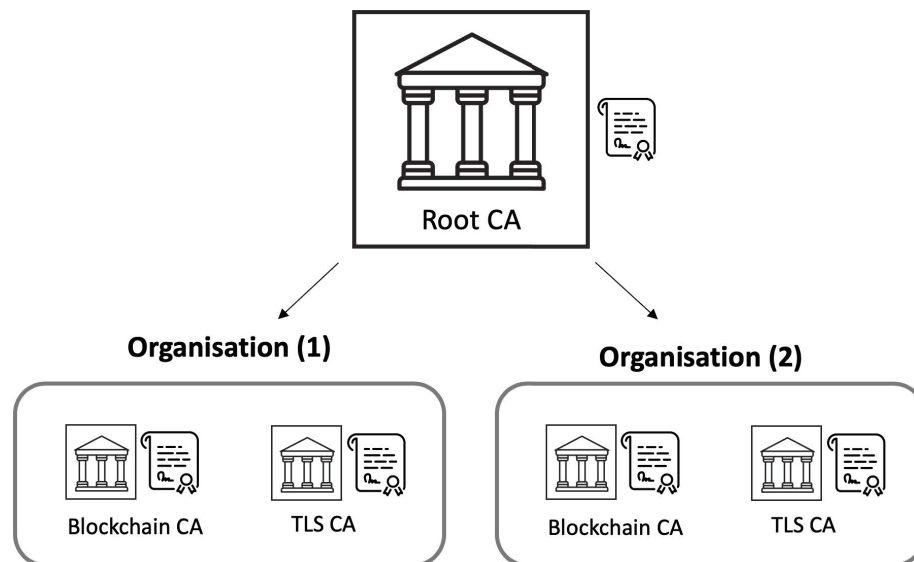 Root CA
Organisation (1)
Organisation (2)
Blockchain CA
TLS CA
Blockchain CA
TLS CA